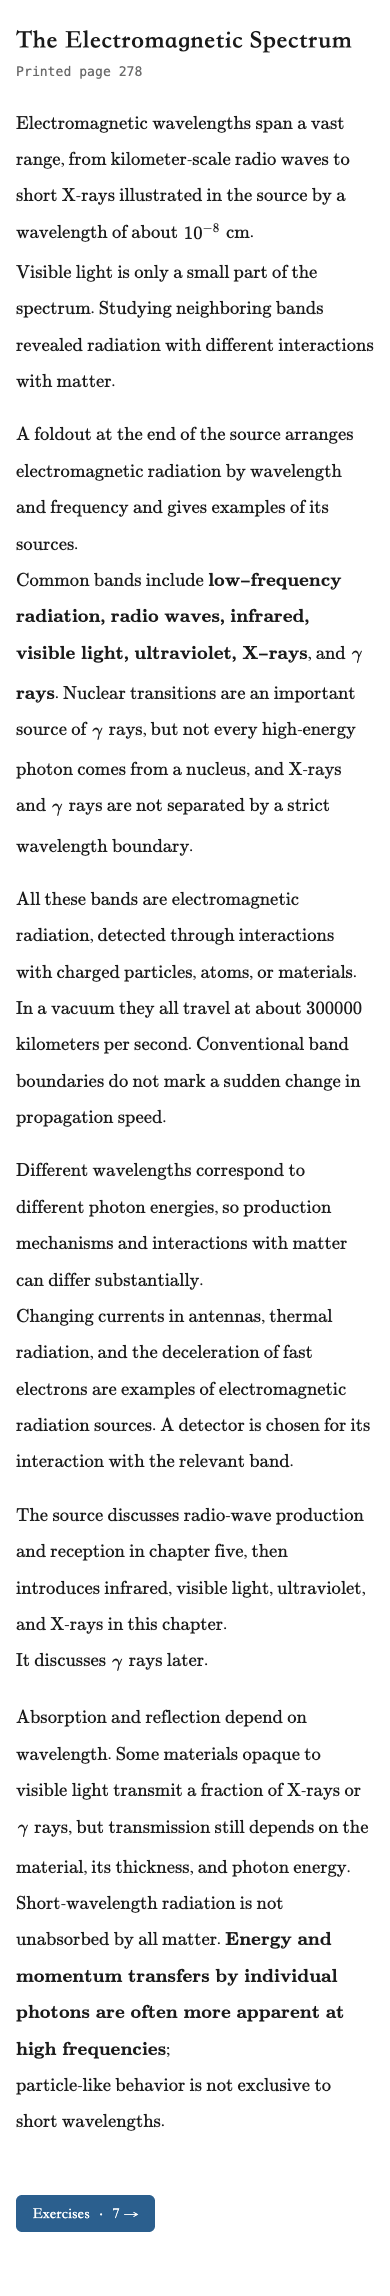 The Electromagnetic Spectrum
Printed page 278
Electromagnetic wavelengths span a vast
range, from kilometer-scale radio waves to
short X-rays illustrated in the source by a
wavelength of about 10⁻⁸ cm.
Visible light is only a small part of the
spectrum. Studying neighboring bands
revealed radiation with different interactions
with matter.
A foldout at the end of the source arranges
electromagnetic radiation by wavelength
and frequency and gives examples of its
sources.
Common bands include low–frequency
radiation, radio waves, infrared,
visible light, ultraviolet, X–rays, and γ
rays. Nuclear transitions are an important
source of γ rays, but not every high-energy
photon comes from a nucleus, and X-rays
and γ rays are not separated by a strict
wavelength boundary.
All these bands are electromagnetic
radiation, detected through interactions
with charged particles, atoms, or materials.
In a vacuum they all travel at about 300000
kilometers per second. Conventional band
boundaries do not mark a sudden change in
propagation speed.
Different wavelengths correspond to
different photon energies, so production
mechanisms and interactions with matter
can differ substantially.
Changing currents in antennas, thermal
radiation, and the deceleration of fast
electrons are examples of electromagnetic
radiation sources. A detector is chosen for its
interaction with the relevant band.
The source discusses radio-wave production
and reception in chapter five, then
introduces infrared, visible light, ultraviolet,
and X-rays in this chapter.
It discusses γ rays later.
Absorption and reflection depend on
wavelength. Some materials opaque to
visible light transmit a fraction of X-rays or
γ rays, but transmission still depends on the
material, its thickness, and photon energy.
Short-wavelength radiation is not
unabsorbed by all matter. Energy and
momentum transfers by individual
photons are often more apparent at
high frequencies;
particle-like behavior is not exclusive to
short wavelengths.
Exercises · 7 →